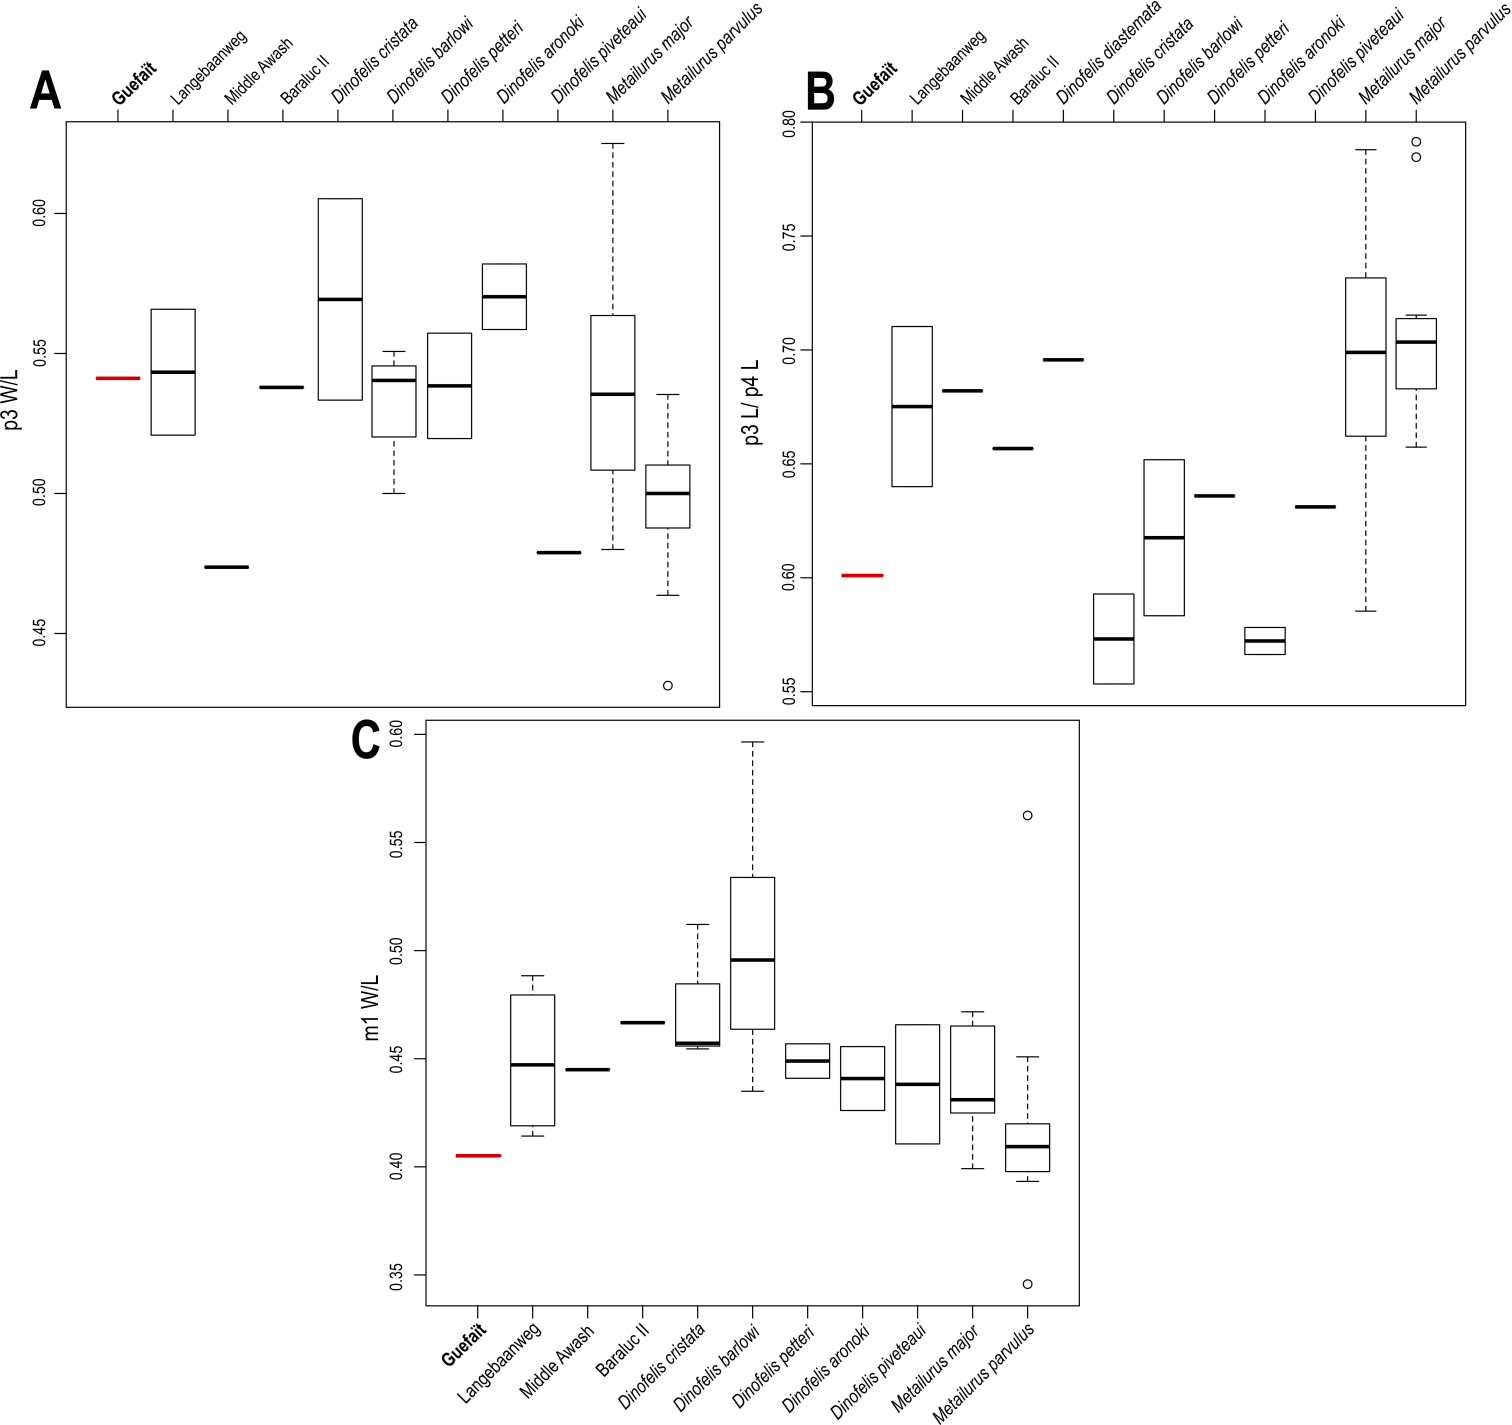 A
Guefaït
Langebaanweg
Middle Awash
Baraluc II
Dinofelis cristata
Dinofelis barlowi
Dinofelis petteri
Dinofelis aronoki
Dinofelis piveteaui
Metailurus major
Metailurus parvulus
p3 W/L
0.60
0.55
0.50
0.45
B
Guefaït
Langebaanweg
Middle Awash
Baraluc II
Dinofelis diastemata
Dinofelis cristata
Dinofelis barlowi
Dinofelis petteri
Dinofelis aronoki
Dinofelis piveteaui
Metailurus major
Metailurus parvulus
p3 L/ p4 L
0.80
0.75
0.70
0.65
0.60
0.55
C
m1 W/L
0.60
0.55
0.50
0.45
0.40
0.35
Guefaït
Langebaanweg
Middle Awash
Baraluc II
Dinofelis cristata
Dinofelis barlowi
Dinofelis petteri
Dinofelis aronoki
Dinofelis piveteaui
Metailurus major
Metailurus parvulus